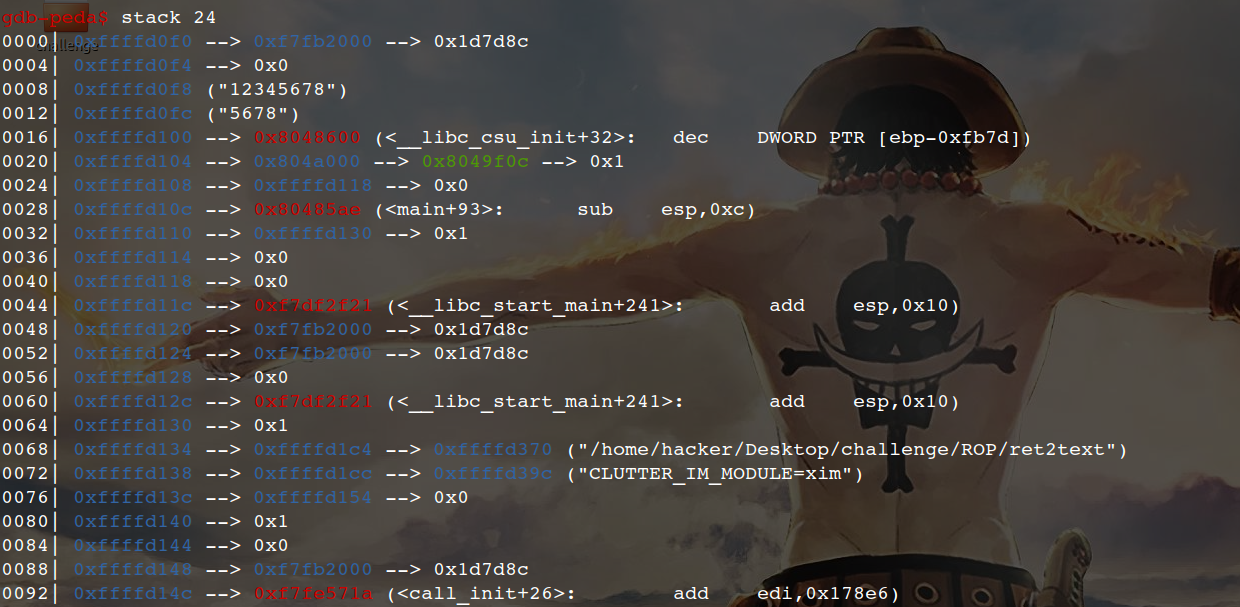 gdb-peda$ stack 24
0000| 0xffffd0f0 --> 0xf7fb2000 --> 0x1d7d8c
challenge
0004| 0xffffd0f4 --> 0x0
0008| 0xffffd0f8 ("12345678")
0012| 0xffffd0fc ("5678")
0016| 0xffffd100 --> 0x8048600 (<__libc_csu_init+32>: dec DWORD PTR [ebp-0xfb7d])
0020| 0xffffd104 --> 0x804a000 --> 0x8049f0c --> 0x1
0024| 0xffffd108 --> 0xffffd118 --> 0x0
0028| 0xffffd10c --> 0x80485ae (<main+93>: sub esp,0xc)
0032| 0xffffd110 --> 0xffffd130 --> 0x1
0036| 0xffffd114 --> 0x0
0040| 0xffffd118 --> 0x0
0044| 0xffffd11c --> 0xf7df2f21 (<__libc_start_main+241>: add esp,0x10)
0048| 0xffffd120 --> 0xf7fb2000 --> 0x1d7d8c
0052| 0xffffd124 --> 0xf7fb2000 --> 0x1d7d8c
0056| 0xffffd128 --> 0x0
0060| 0xffffd12c --> 0xf7df2f21 (<__libc_start_main+241>: add esp,0x10)
0064| 0xffffd130 --> 0x1
0068| 0xffffd134 --> 0xffffd1c4 --> 0xffffd370 ("/home/hacker/Desktop/challenge/ROP/ret2text")
0072| 0xffffd138 --> 0xffffd1cc --> 0xffffd39c ("CLUTTER_IM_MODULE=xim")
0076| 0xffffd13c --> 0xffffd154 --> 0x0
0080| 0xffffd140 --> 0x1
0084| 0xffffd144 --> 0x0
0088| 0xffffd148 --> 0xf7fb2000 --> 0x1d7d8c
0092| 0xffffd14c --> 0xf7fe571a (<call_init+26>: add edi,0x178e6)